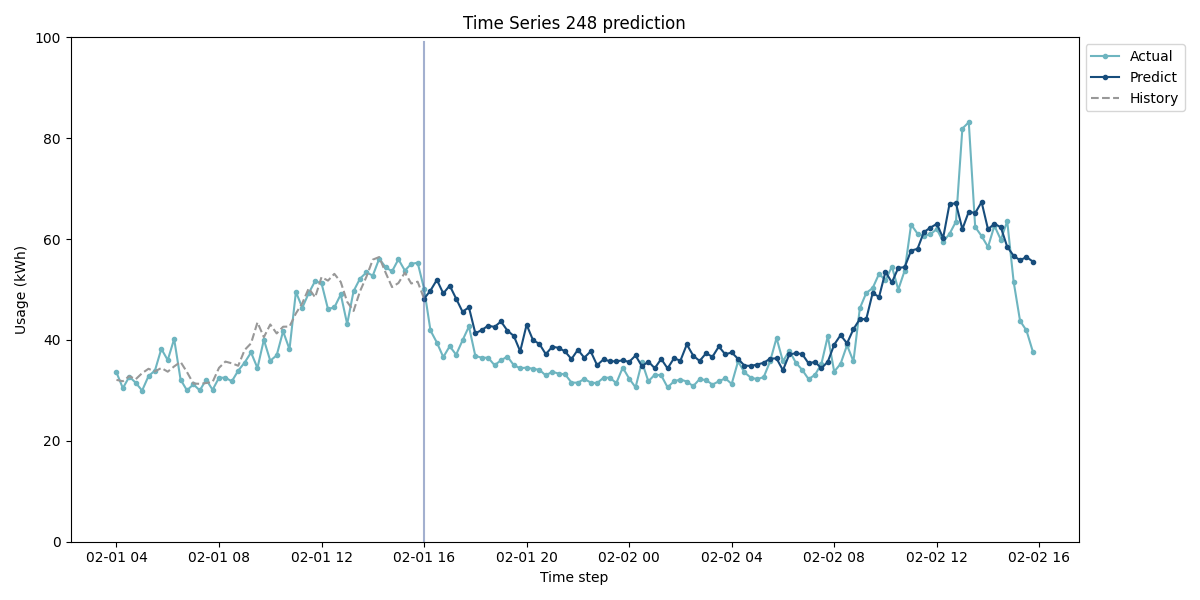 Time Series 248 prediction
100
80
60
40
20
0
Usage (kWh)
02-01 04
02-01 08
02-01 12
02-01 16
02-01 20
02-02 00
02-02 04
02-02 08
02-02 12
02-02 16
Time step
Actual
Predict
History